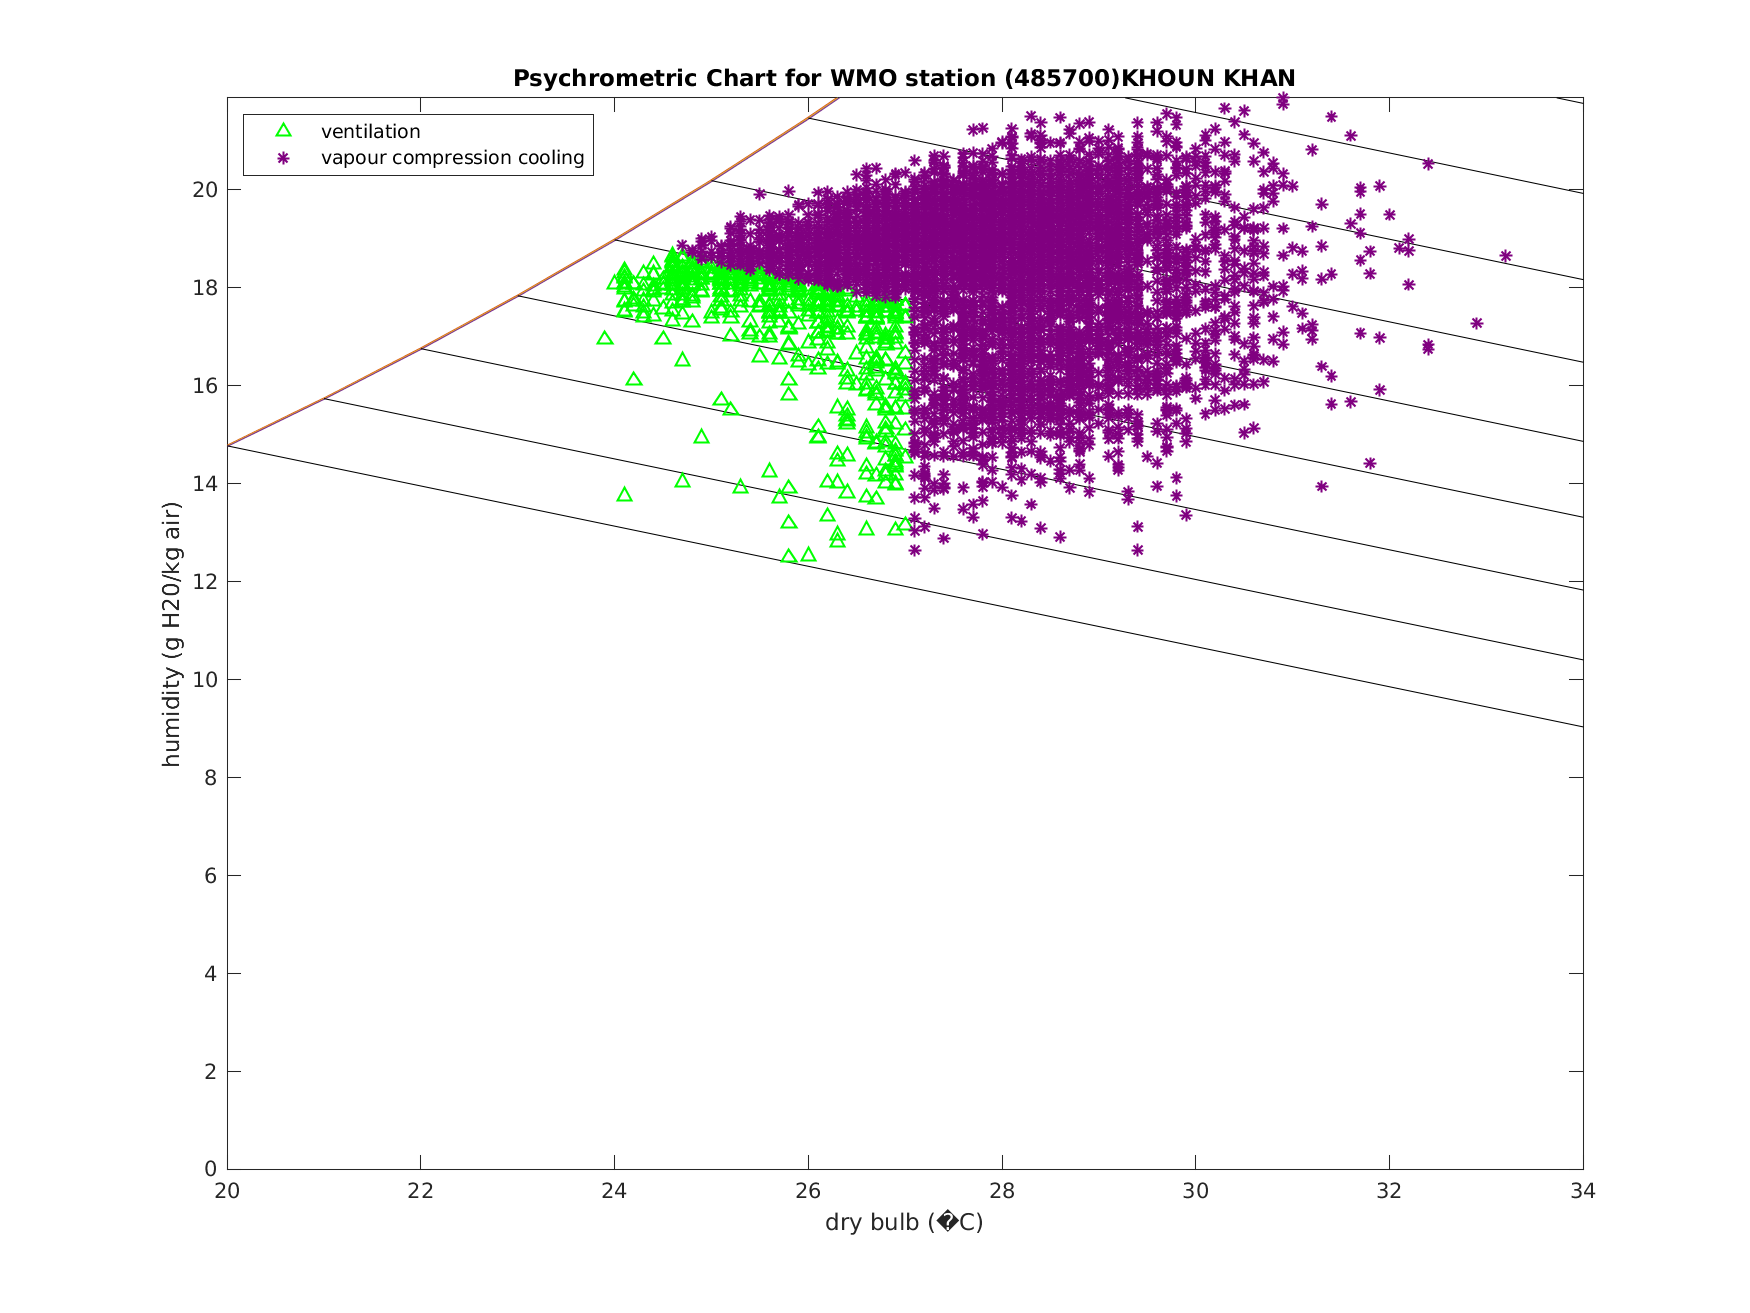 Psychrometric Chart for WMO station (485700)KHOUN KHAN
ventilation
vapour compression cooling
humidity (g H20/kg air)
20
18
16
14
12
10
8
6
4
2
0
20 22 24 26 28 30 32 34
dry bulb (�C)